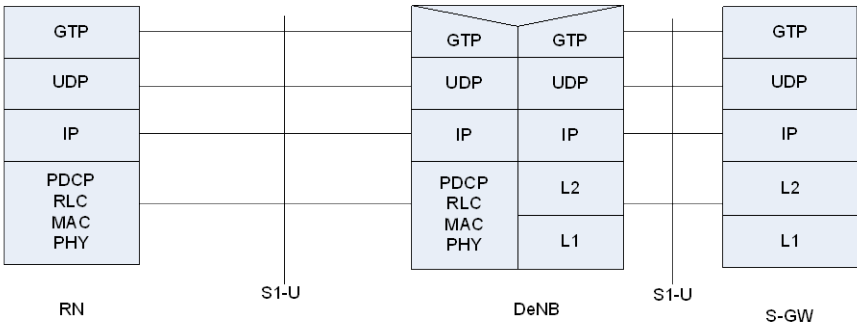 GTP
UDP
IP
PDCP
RLC
MAC
PHY
RN
S1-U
GTP
GTP
UDP
UDP
IP
IP
PDCP
RLC
MAC
PHY
L2
L1
DeNB
S1-U
GTP
UDP
IP
L2
L1
S-GW